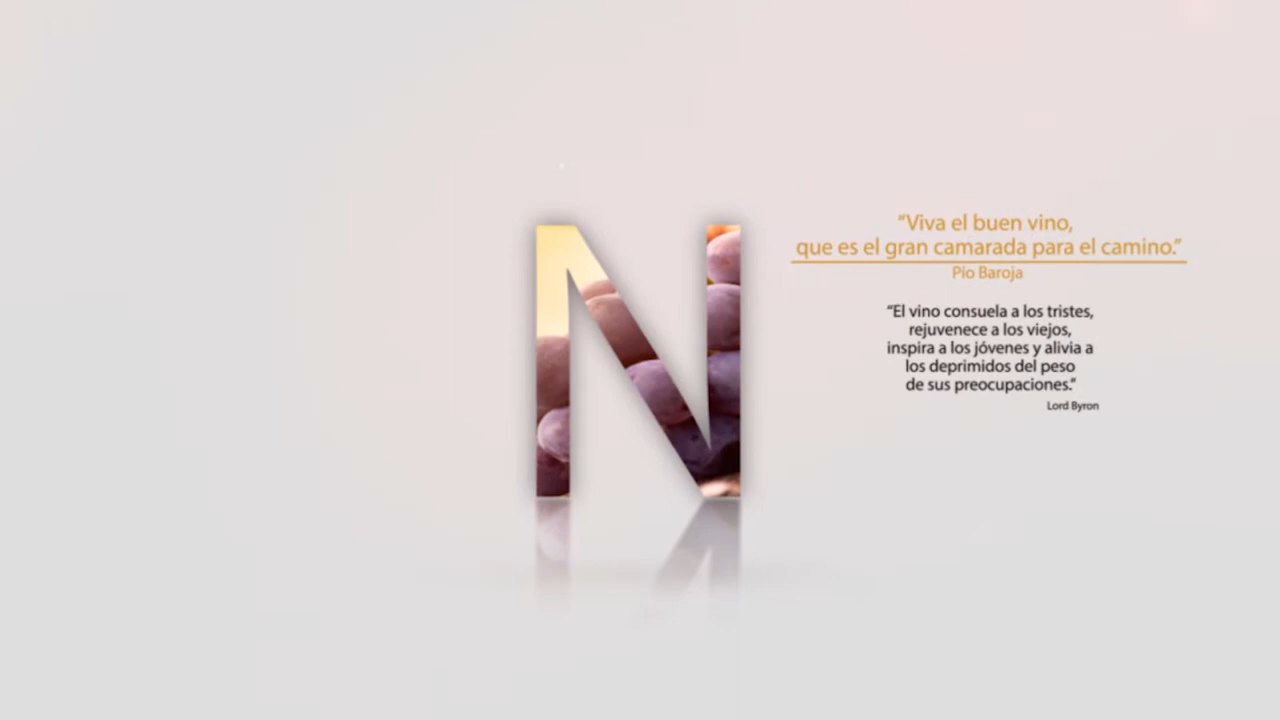 N
“Viva el buen vino,
que es el gran camarada para el camino.”
Pío Baroja
“El vino consuela a los tristes,
rejuvenece a los viejos,
inspira a los jóvenes y alivia a
los deprimidos del peso
de sus preocupaciones.”
Lord Byron